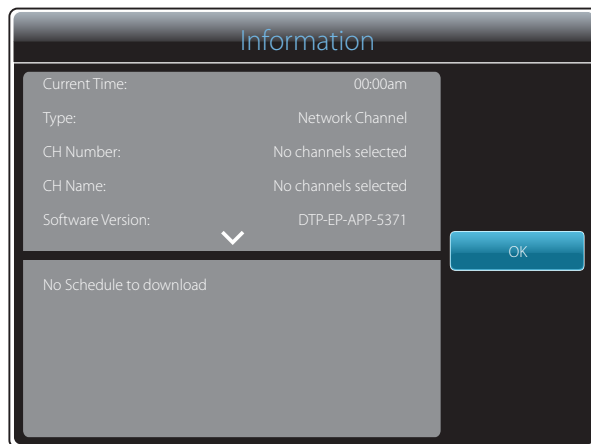 Information
Current Time: 00:00am
Type: Network Channel
CH Number: No channels selected
CH Name: No channels selected
Software Version: DTP-EP-APP-5371
OK
No Schedule to download